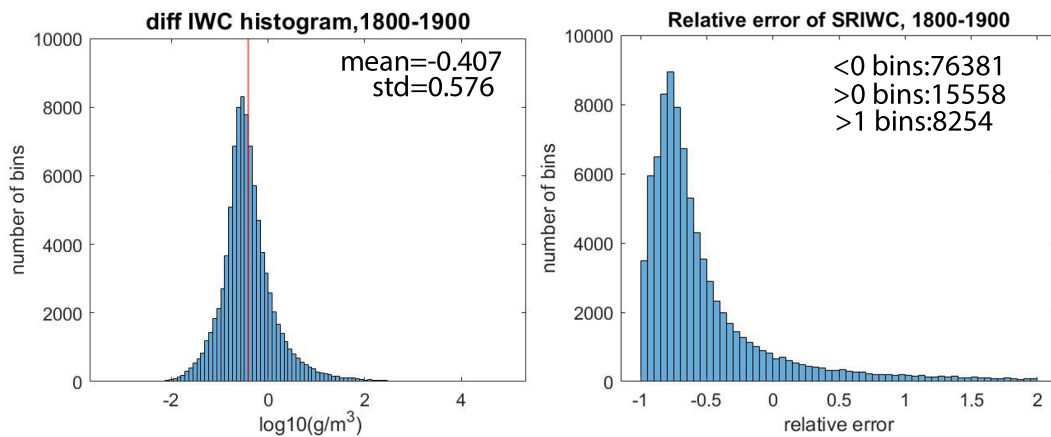 diff IWC histogram,1800-1900
mean=-0.407
std=0.576
number of bins
10000
8000
6000
4000
2000
0
-2 0 2 4
log10(g/m³)
Relative error of SRIWC, 1800-1900
<0 bins:76381
>0 bins:15558
>1 bins:8254
number of bins
10000
8000
6000
4000
2000
0
-1 -0.5 0 0.5 1 1.5 2
relative error